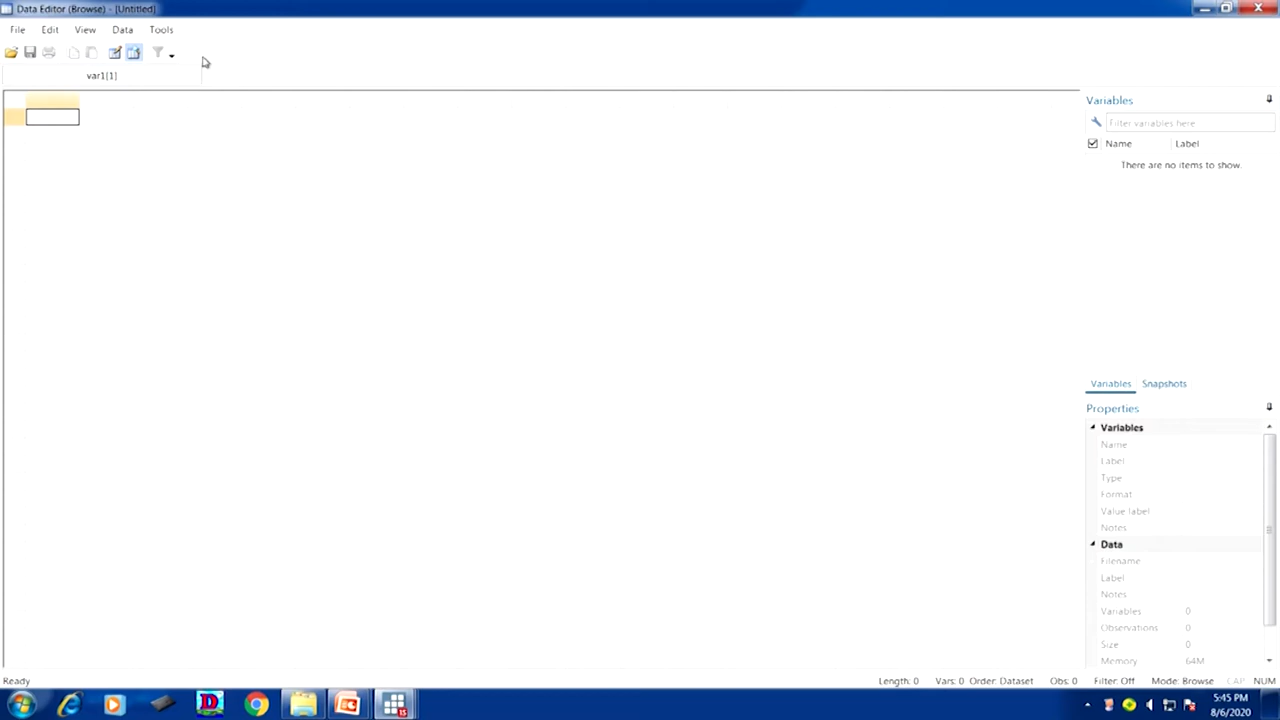 Data Editor (Browse) - [Untitled]
File Edit View Data Tools
var1[1]
Variables
Filter variables here
Name Label
There are no items to show.
Variables Snapshots
Properties
Variables
Name
Label
Type
Format
Value label
Notes
Data
Filename
Label
Notes
Variables 0
Observations 0
Size 0
Memory 64M
Ready Length: 0 Vars: 0 Order: Dataset Obs: 0 Filter: Off Mode: Browse CAP NUM
15
5:45 PM
8/6/2020